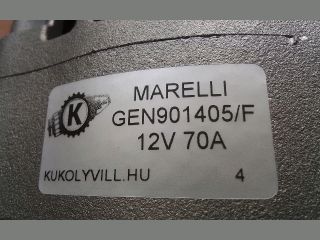 MARELLI
K
GEN901405/F
12V 70A
KUKOLYVILL.HU 4